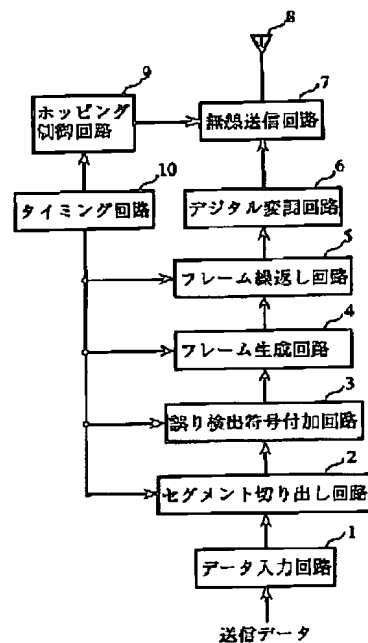 8
9
ホッピング
制御回路
7
無線送信回路
10
タイミング回路
6
デジタル変調回路
5
フレーム繰返し回路
4
フレーム生成回路
3
誤り検出符号付加回路
2
セグメント切り出し回路
1
データ入力回路
送信データ